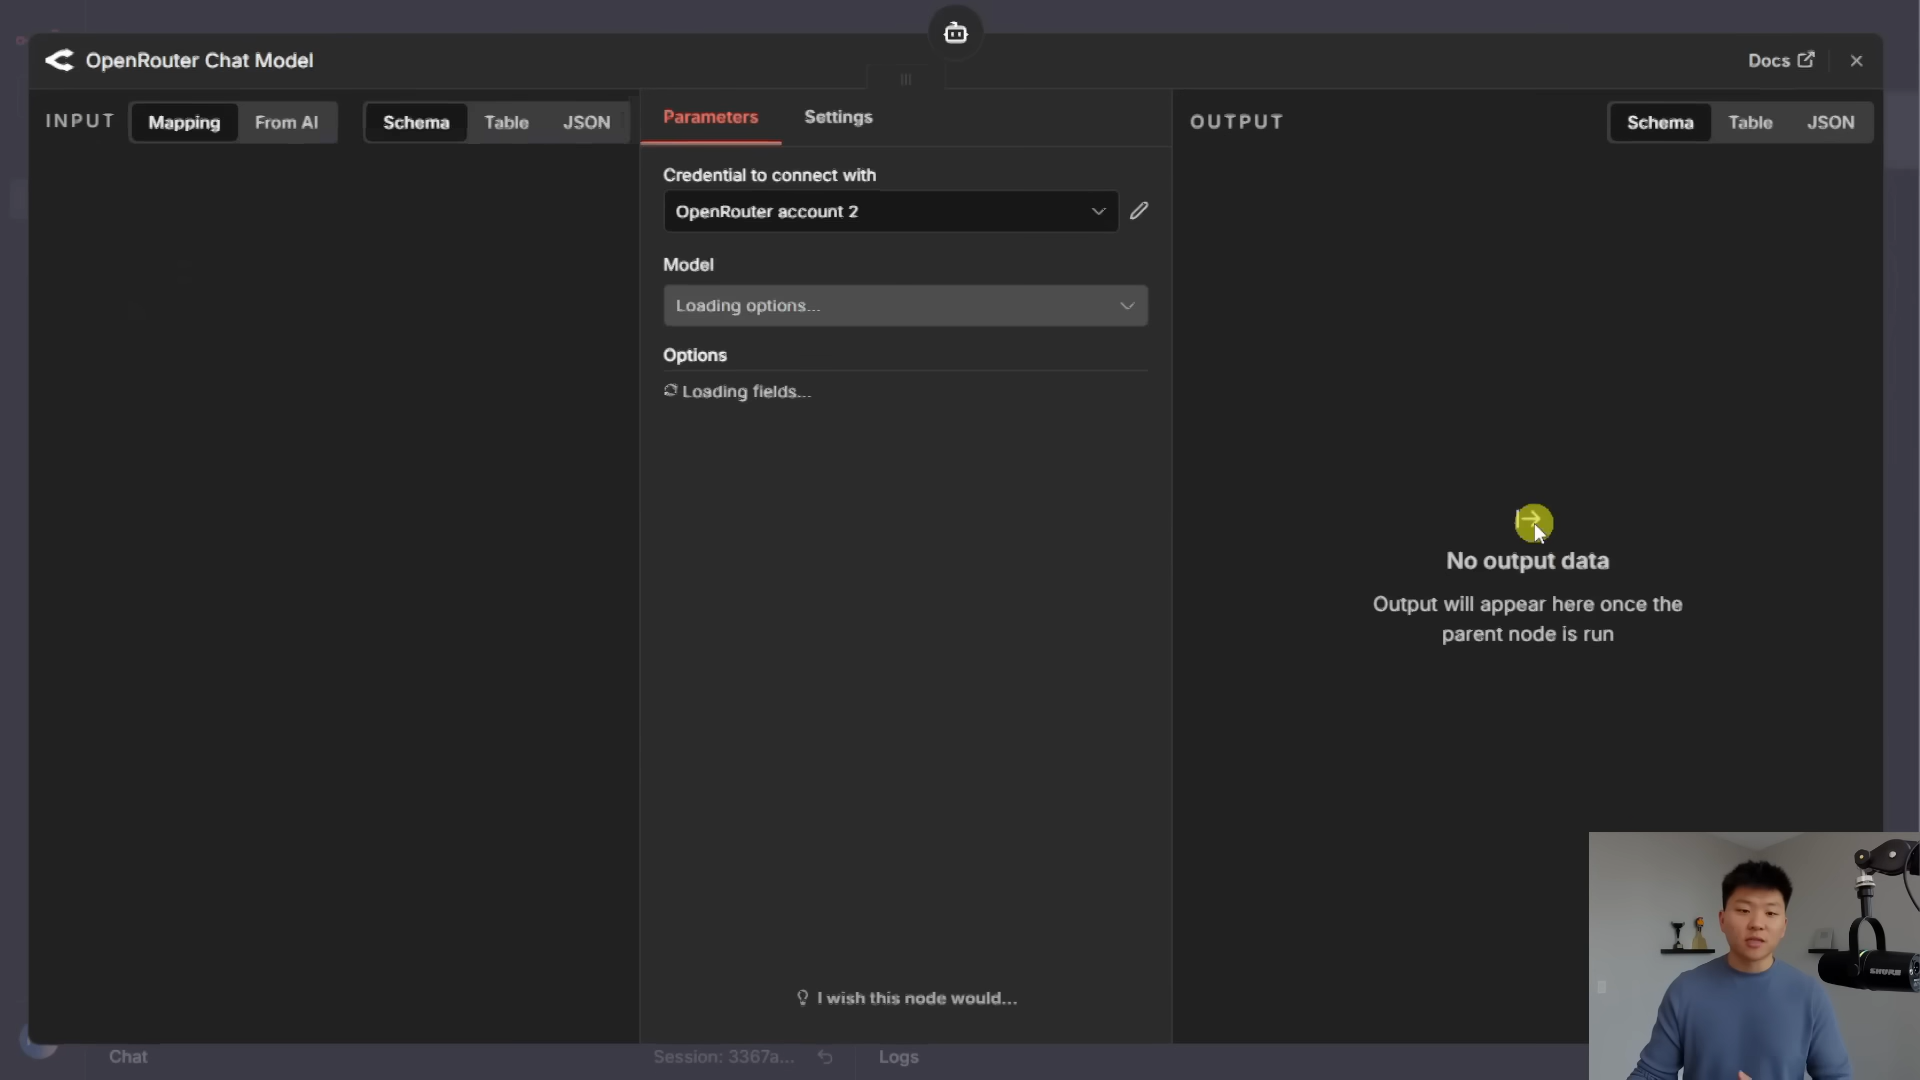 OpenRouter Chat Model
Docs
INPUT
Mapping
From AI
Schema
Table
JSON
Parameters
Settings
OUTPUT
Schema
Table
JSON
Credential to connect with
OpenRouter account 2
Model
Loading options...
Options
Loading fields...
No output data
Output will appear here once the
parent node is run
I wish this node would...
SHURE
Chat
Session: 3367a...
Logs